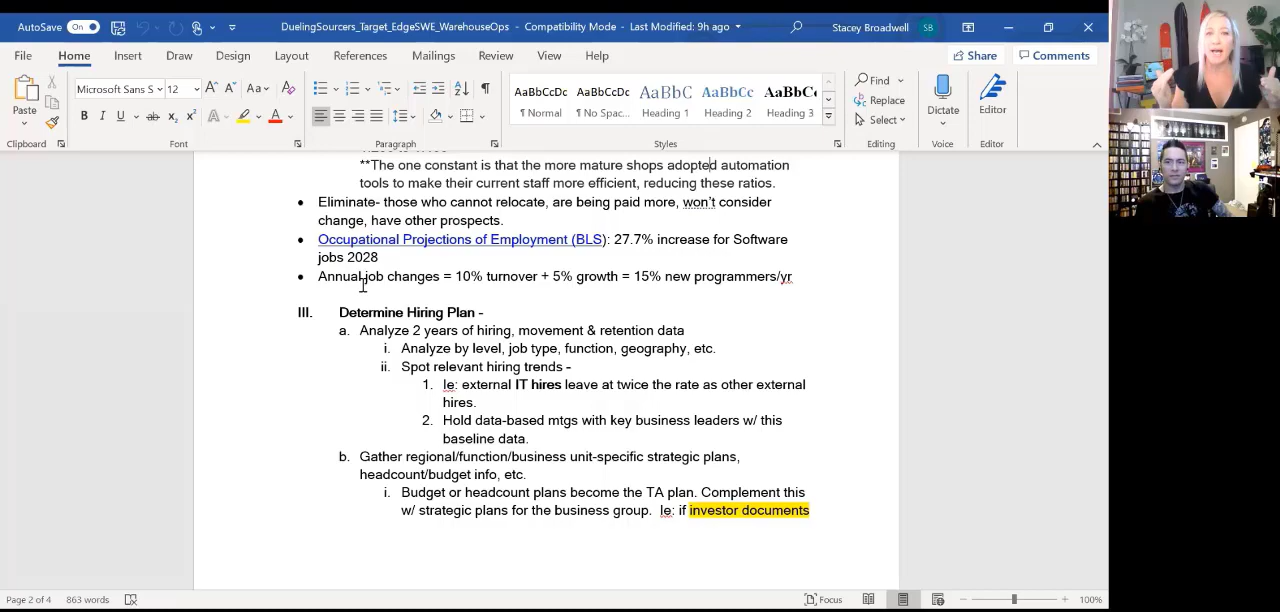 AutoSave On DuelingSourcers_Target_EdgeSWE_WarehouseOps - Compatibility Mode - Last Modified: 9h ago Stacey Broadwell SB
File Home Insert Draw Design Layout References Mailings Review View Help Share Comments
Microsoft Sans S 12 Aa AaBbCcDc AaBbCcDc AaBbC AaBbCc AaBbC Find
Paste Replace Dictate Editor
B I U ab x₂ x² A A ¶ Normal ¶ No Spac... Heading 1 Heading 2 Heading 3 Select
Clipboard Font Paragraph Styles Editing Voice Editor
**The one constant is that the more mature shops adopted automation
tools to make their current staff more efficient, reducing these ratios.
• Eliminate- those who cannot relocate, are being paid more, won't consider
change, have other prospects.
• Occupational Projections of Employment (BLS): 27.7% increase for Software
jobs 2028
• Annual job changes = 10% turnover + 5% growth = 15% new programmers/yr
III. Determine Hiring Plan -
a. Analyze 2 years of hiring, movement & retention data
i. Analyze by level, job type, function, geography, etc.
ii. Spot relevant hiring trends -
1. Ie: external IT hires leave at twice the rate as other external
hires.
2. Hold data-based mtgs with key business leaders w/ this
baseline data.
b. Gather regional/function/business unit-specific strategic plans,
headcount/budget info, etc.
i. Budget or headcount plans become the TA plan. Complement this
w/ strategic plans for the business group. Ie: if investor documents
Page 2 of 4 863 words Focus 100%